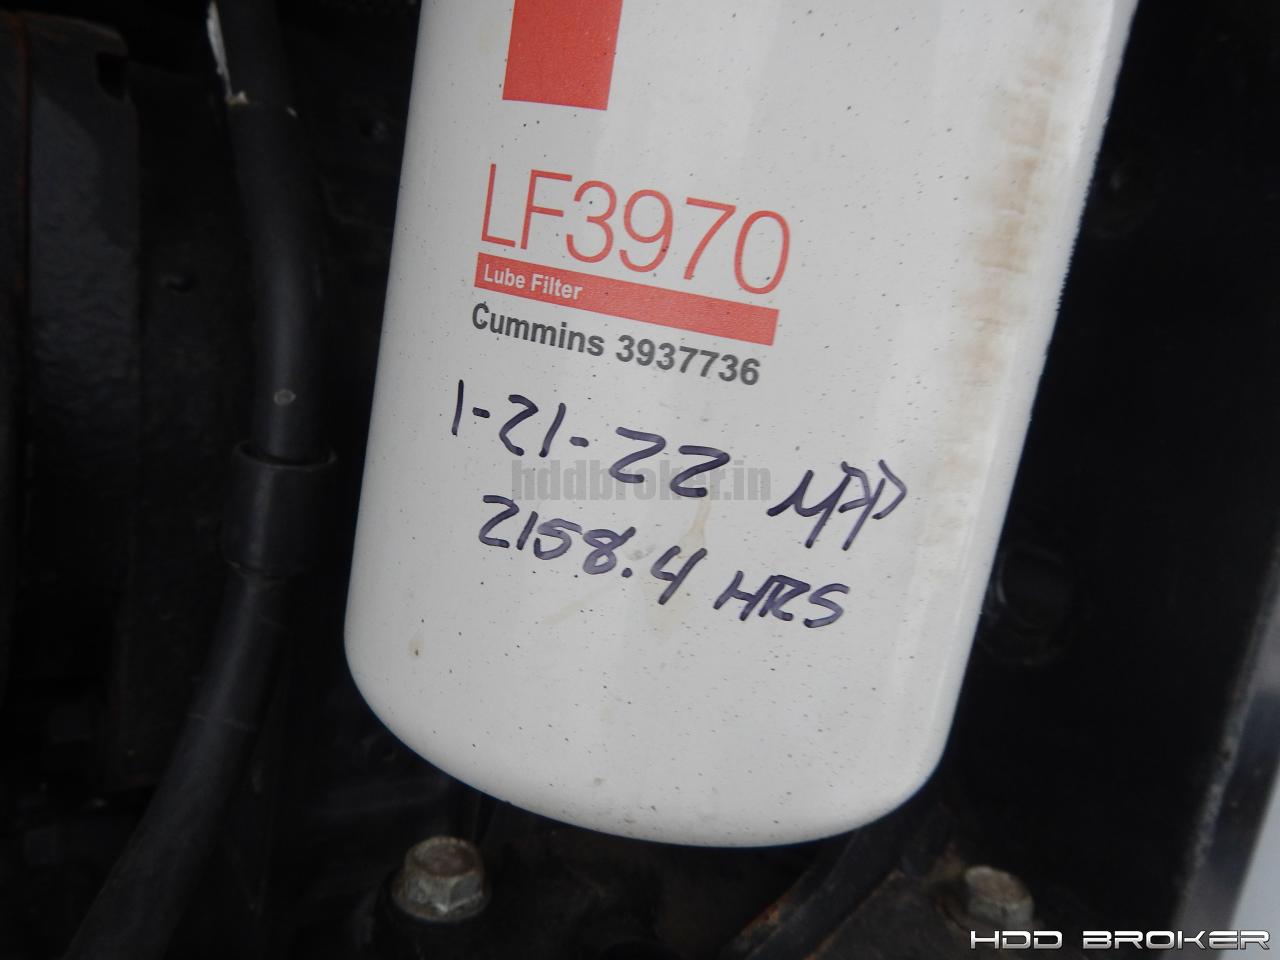 LF3970
Lube Filter
Cummins 3937736
1-21-22 MPP
hddbroker.in
2158.4 HRS
HDD BROKER